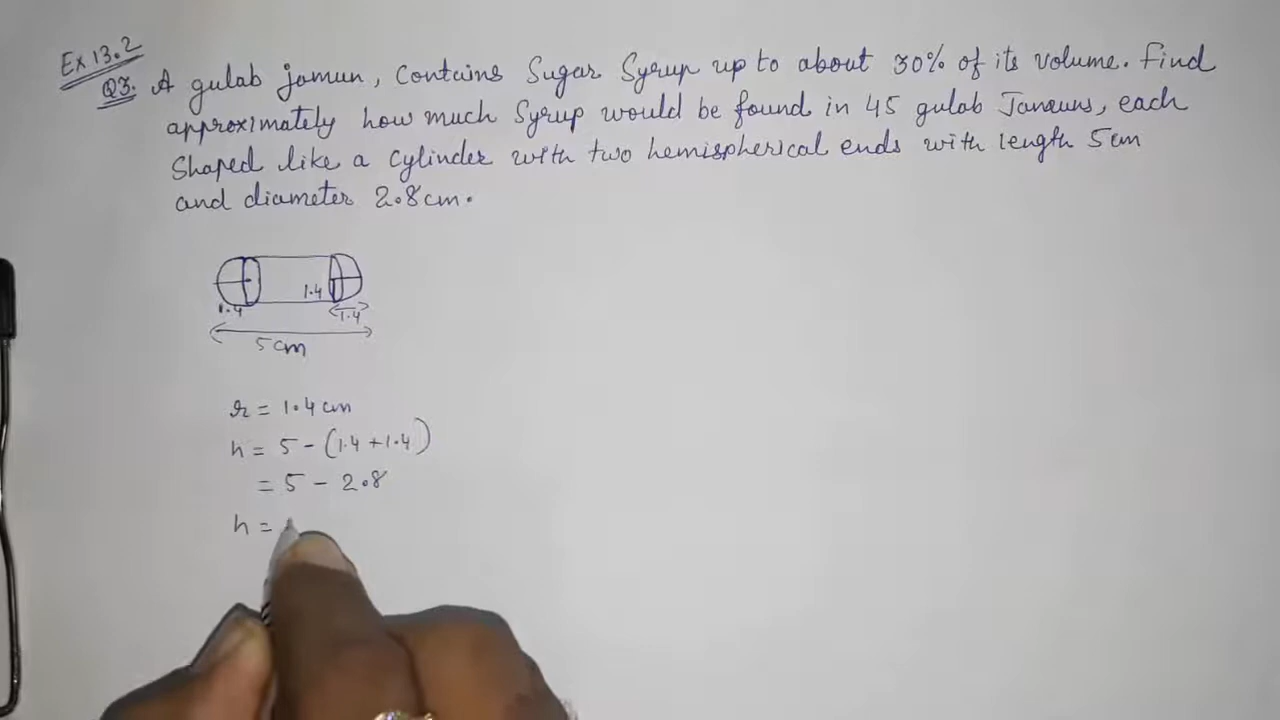 Ex 13.2
Q3. A gulab jamun, Contains Sugar Syrup up to about 30% of its volume. Find
approximately how much Syrup would be found in 45 gulab Jamuns, each
Shaped like a Cylinder with two hemispherical ends with length 5cm
and diameter 2.8cm.
1.4
1.4
1.4
5cm
r = 1.4 cm
h = 5 - (1.4 + 1.4)
= 5 - 2.8
h =